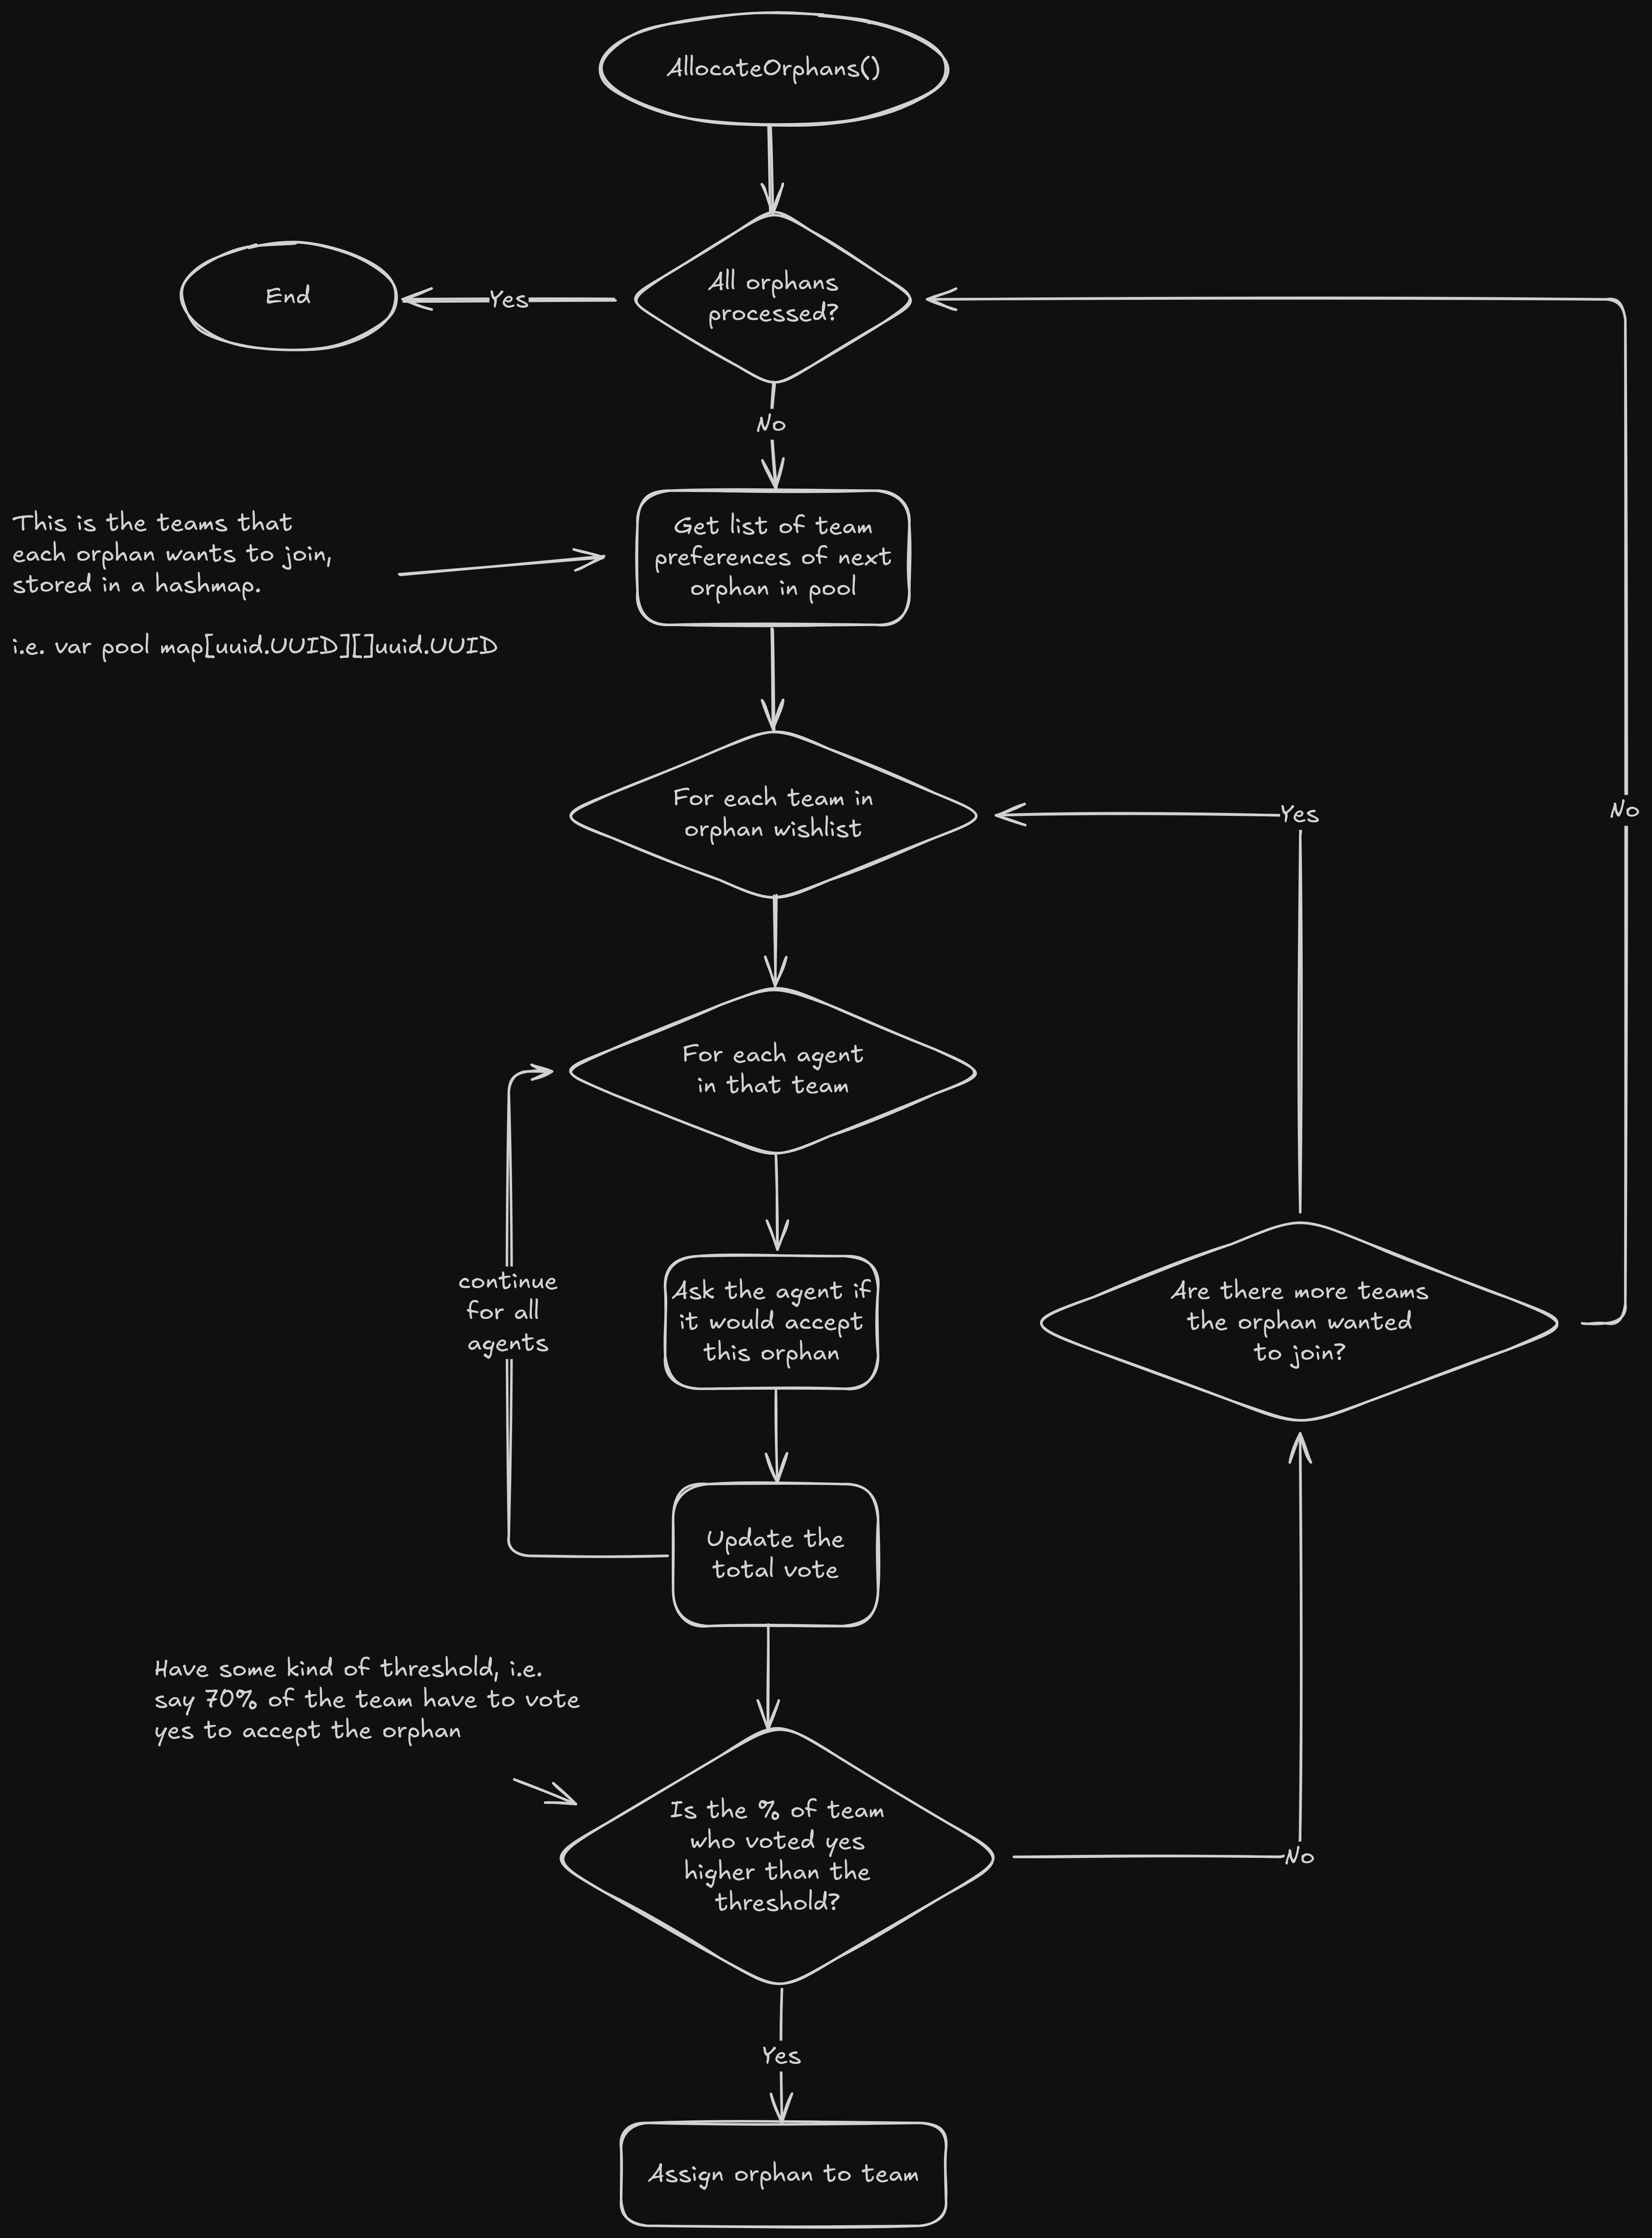 AllocateOrphans()
All orphans
processed?
Yes
End
No
Get list of team
preferences of next
orphan in pool
This is the teams that
each orphan wants to join,
stored in a hashmap.
i.e. var pool map[uuid.UUID][]uuid.UUID
For each team in
orphan wishlist
Yes
No
For each agent
in that team
continue
for all
agents
Ask the agent if
it would accept
this orphan
Are there more teams
the orphan wanted
to join?
Update the
total vote
Have some kind of threshold, i.e.
say 70% of the team have to vote
yes to accept the orphan
Is the % of team
who voted yes
higher than the
threshold?
No
Yes
Assign orphan to team